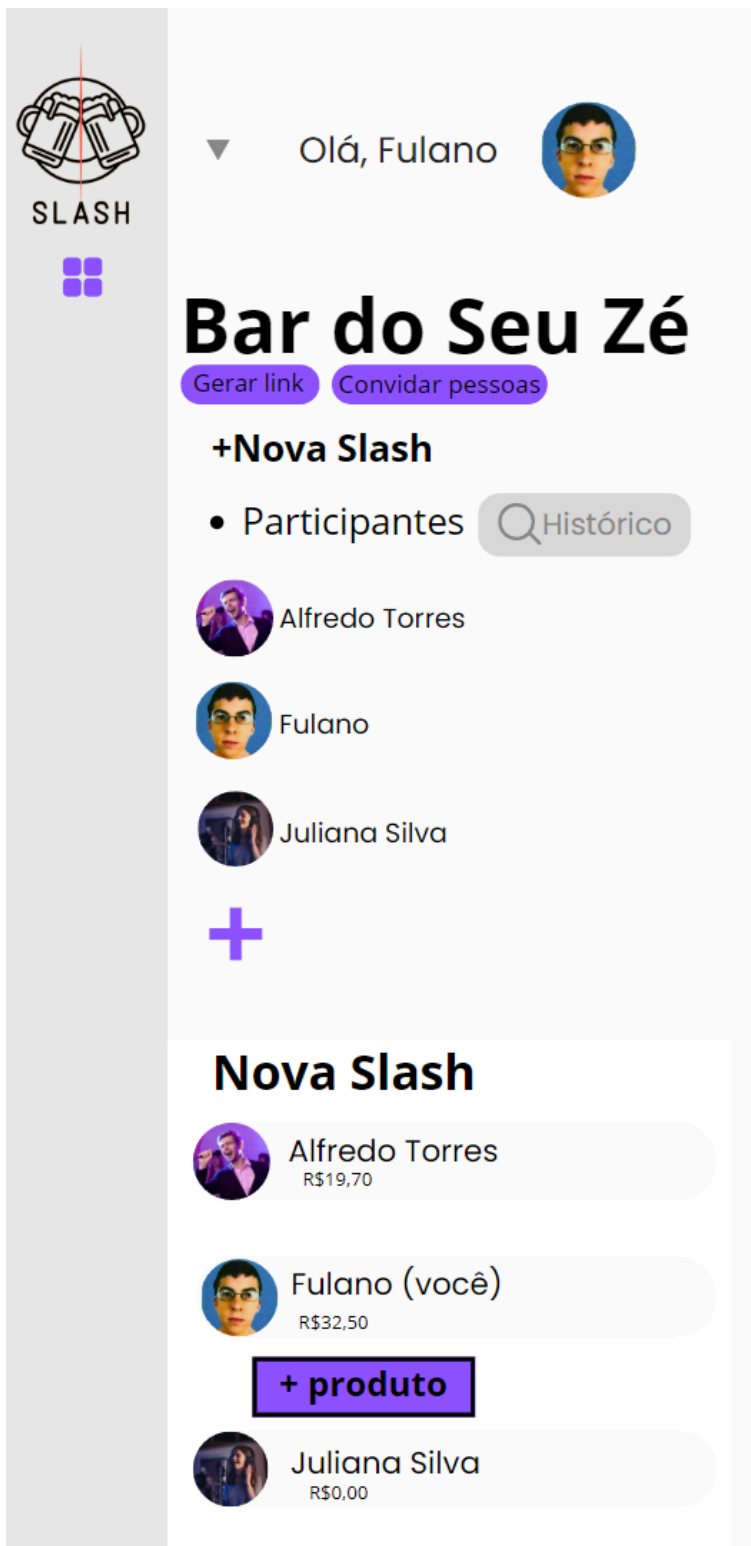 SLASH
Olá, Fulano
Bar do Seu Zé
Gerar link Convidar pessoas
+Nova Slash
• Participantes Histórico
Alfredo Torres
Fulano
Juliana Silva
Nova Slash
Alfredo Torres
R$19,70
Fulano (você)
R$32,50
+ produto
Juliana Silva
R$0,00